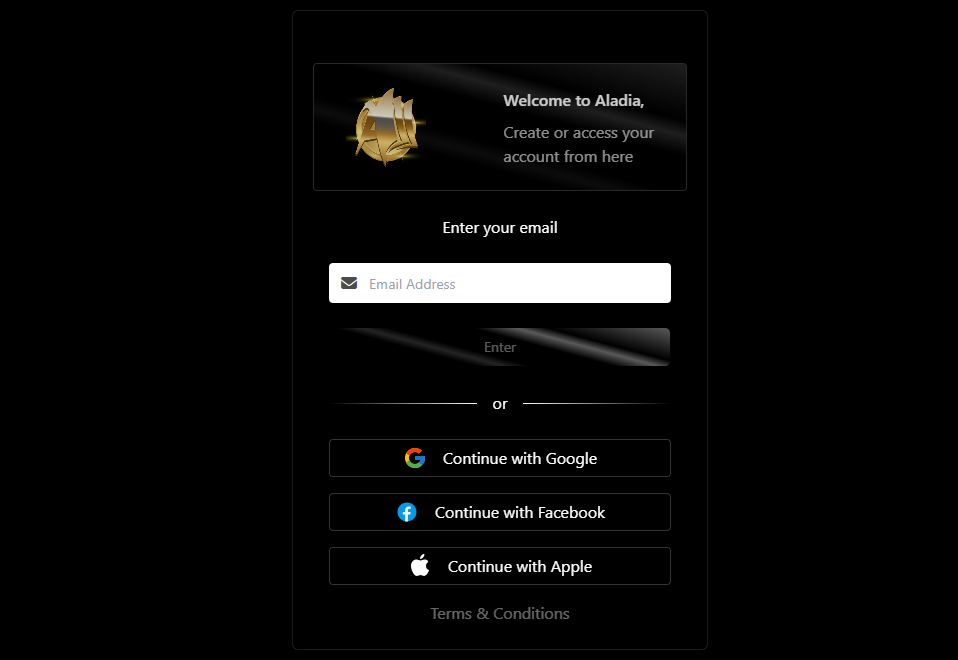 Welcome to Aladia,
Create or access your
account from here
Enter your email
Email Address
Enter
or
Continue with Google
Continue with Facebook
Continue with Apple
Terms & Conditions